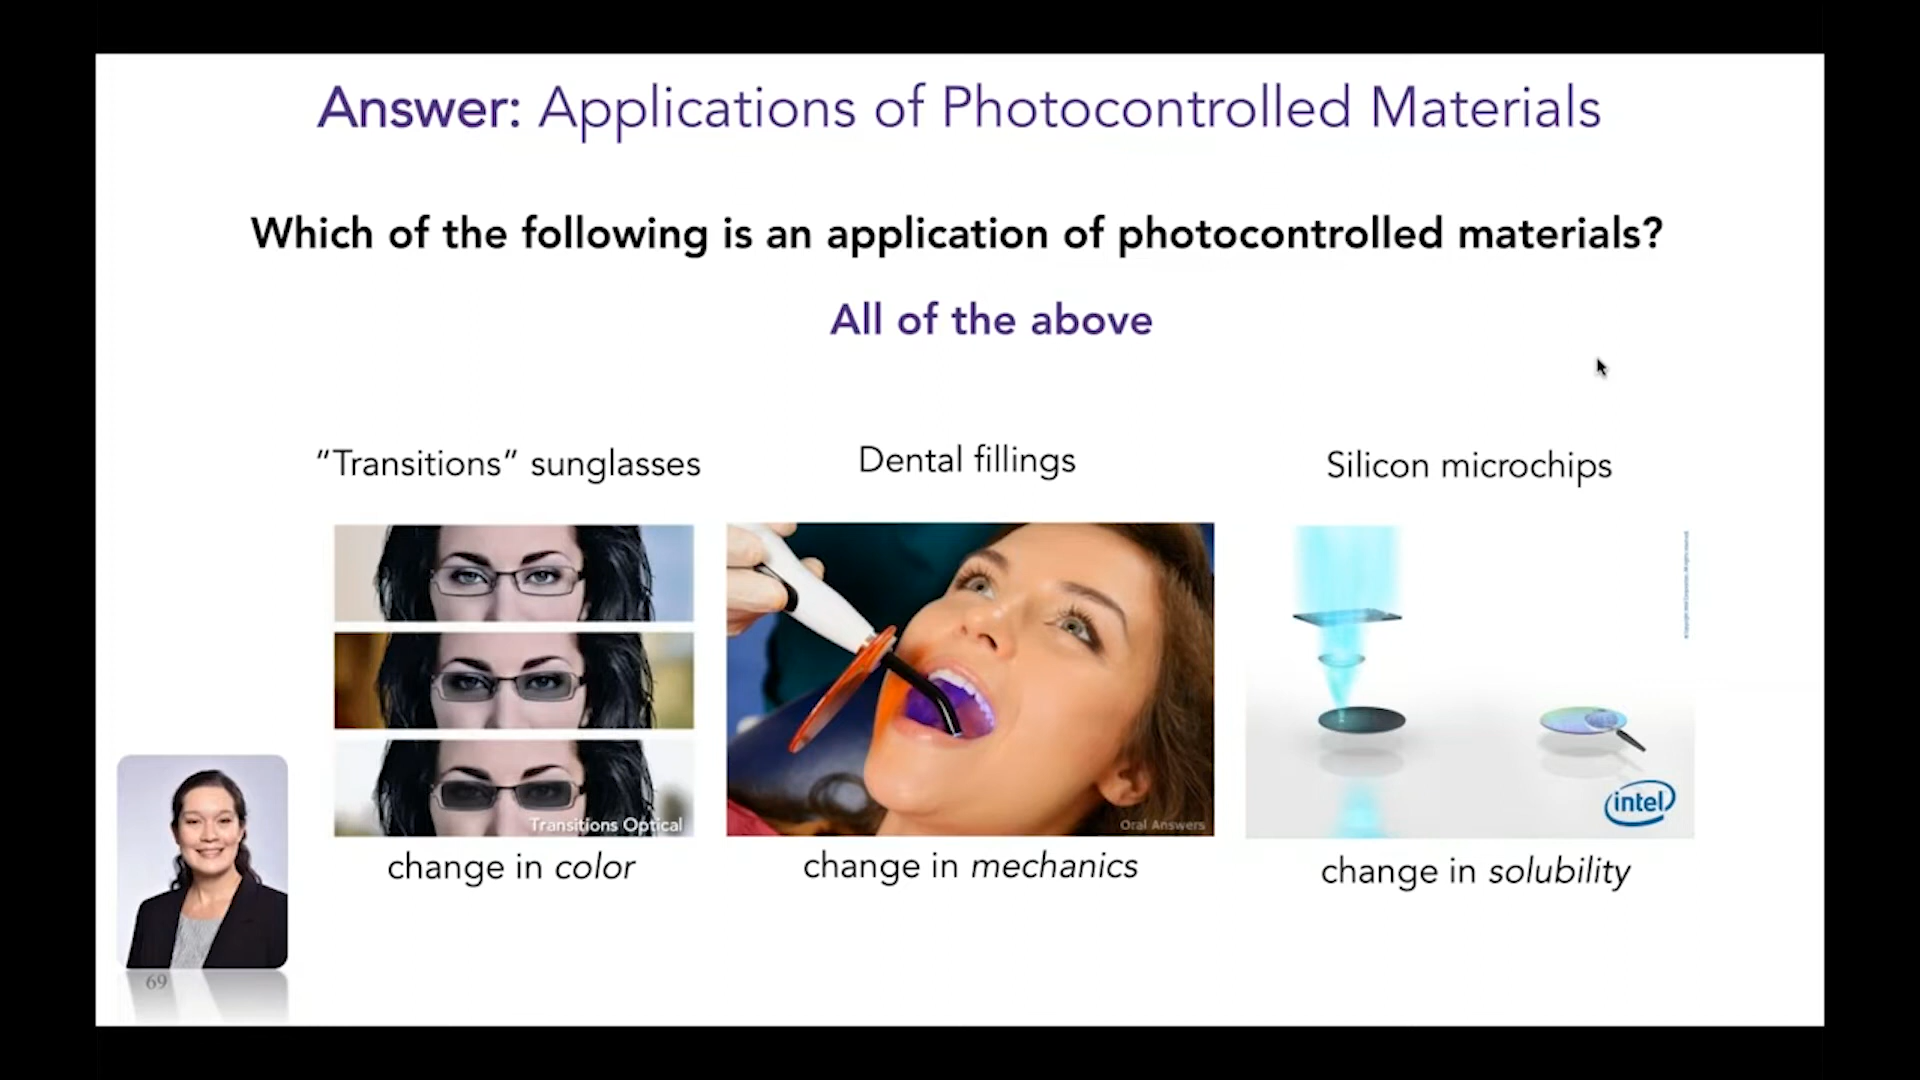 Answer: Applications of Photocontrolled Materials
Which of the following is an application of photocontrolled materials?
All of the above
"Transitions" sunglasses
Dental fillings
Silicon microchips
Transitions Optical
Oral Answers
intel
change in color
change in mechanics
change in solubility
69